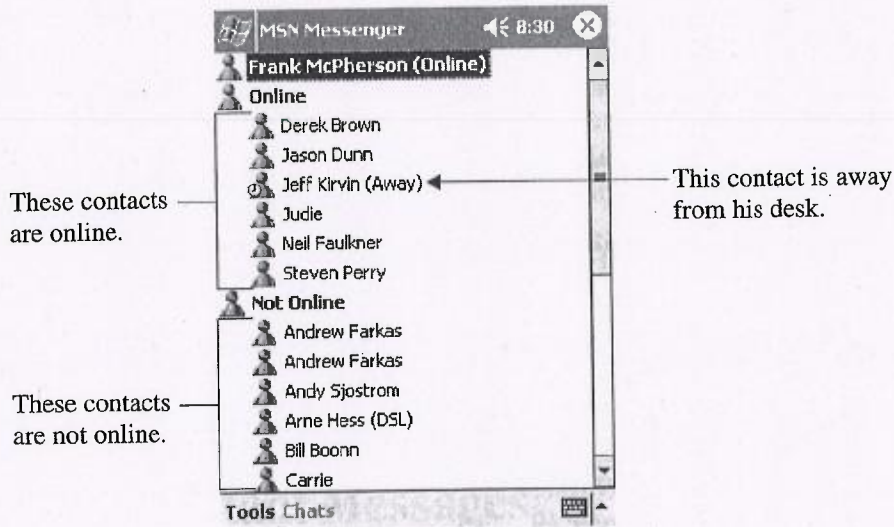 MSN Messenger 8:30
Frank McPherson (Online)
Online
Derek Brown
Jason Dunn
Jeff Kirvin (Away)
Judie
Neil Faulkner
Steven Perry
Not Online
Andrew Farkas
Andrew Farkas
Andy Sjostrom
Arne Hess (DSL)
Bill Boonn
Carrie
Tools Chats
These contacts
are online.
This contact is away
from his desk.
These contacts
are not online.